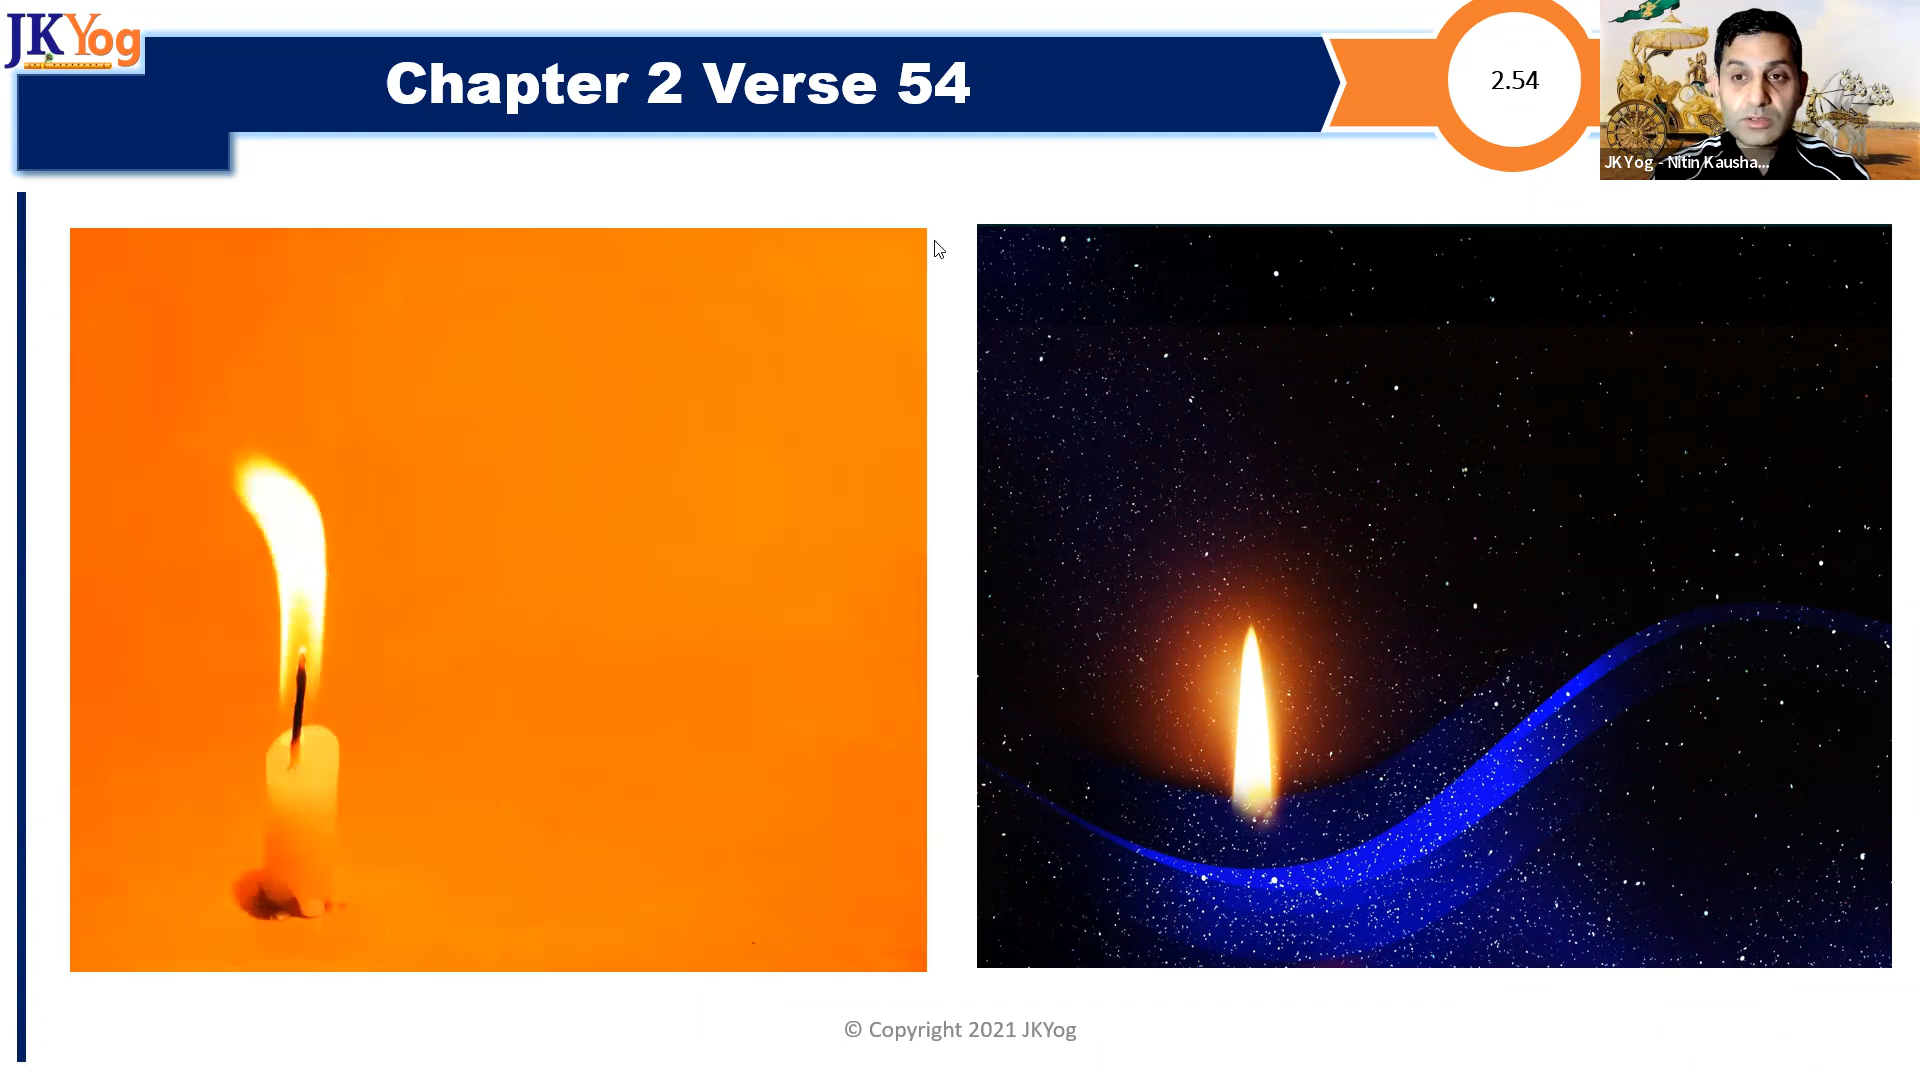 JKYog
Chapter 2 Verse 54
2.54
JK Yog - Nitin Kausha...
© Copyright 2021 JKYog